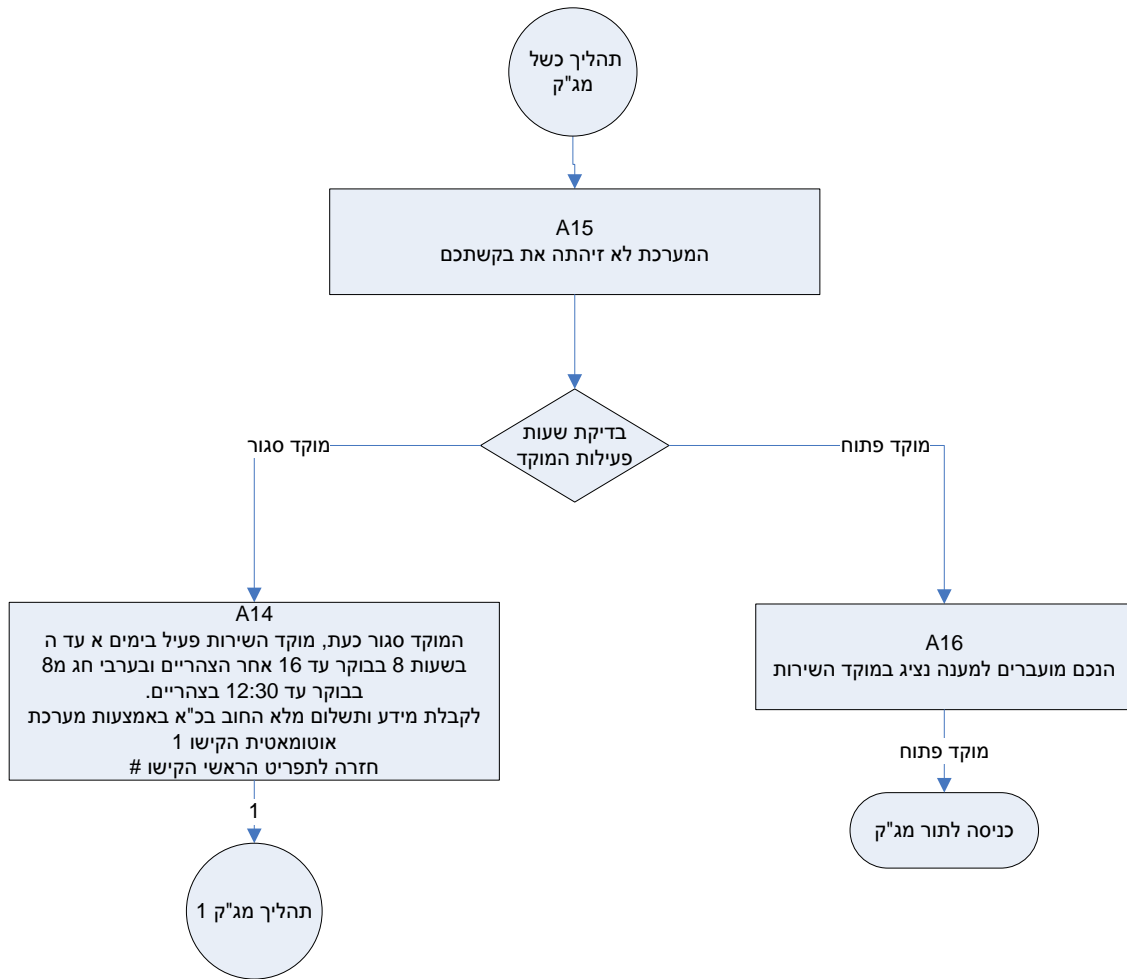 תהליך כשל
מג"ק
A15
המערכת לא זיהתה את בקשתכם
בדיקת שעות
פעילות המוקד
מוקד פתוח
מוקד סגור
A16
הנכם מועברים למענה נציג במוקד השירות
מוקד פתוח
כניסה לתור מג"ק
A14
המוקד סגור כעת, מוקד השירות פעיל בימים א עד ה
בשעות 8 בבוקר עד 16 אחר הצהריים ובערבי חג מ8
בבוקר עד 12:30 בצהריים.
לקבלת מידע ותשלום מלא החוב בכ"א באמצעות מערכת
אוטומאטית הקישו 1
חזרה לתפריט הראשי הקישו #
1
תהליך מג"ק 1